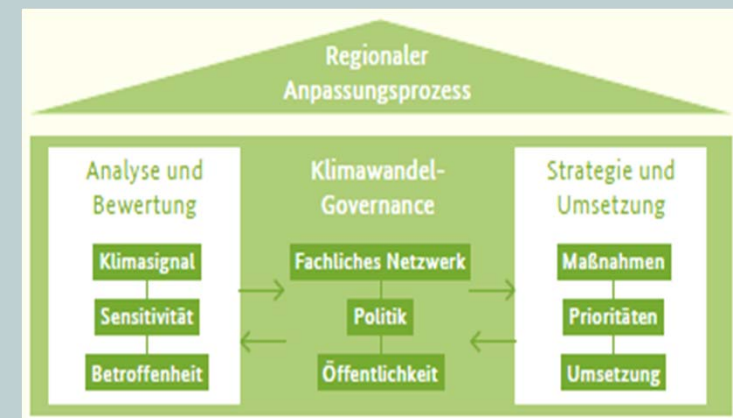 Regionaler
Anpassungsprozess
Analyse und
Bewertung
Klimasignal
Sensitivität
Betroffenheit
Klimawandel-
Governance
Fachliches Netzwerk
Politik
Öffentlichkeit
Strategie und
Umsetzung
Maßnahmen
Prioritäten
Umsetzung